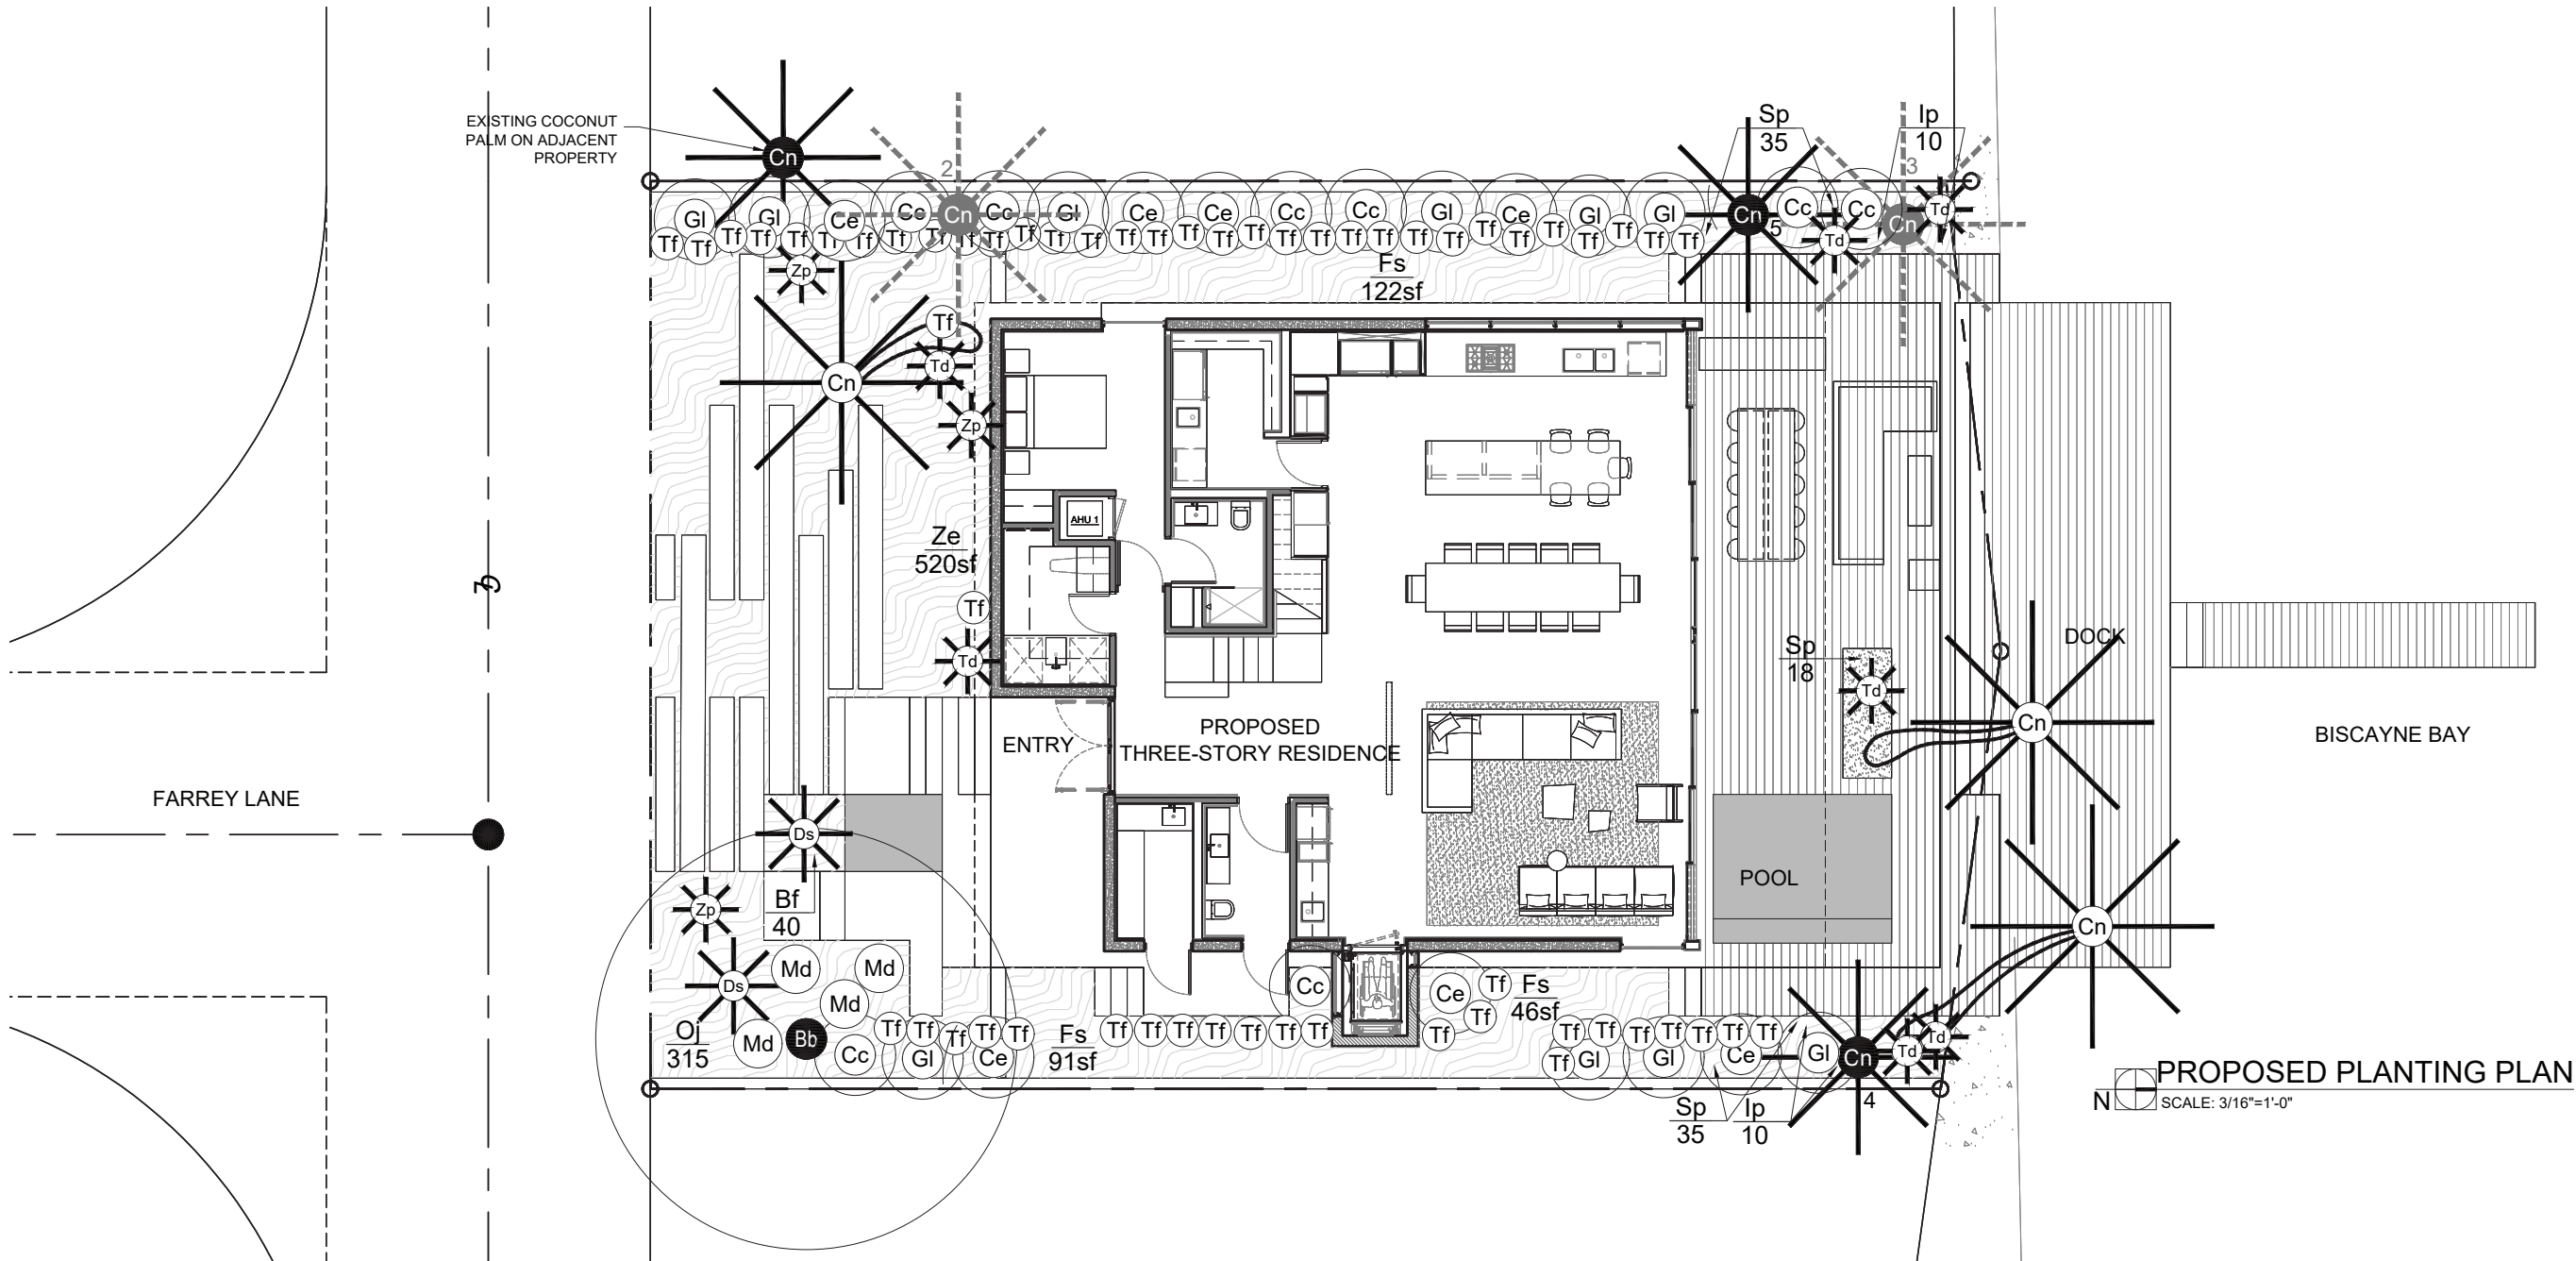 EXISTING COCONUT
PALM ON ADJACENT
PROPERTY
Cn
2
Cn
Sp
35
Ip
10
3
Gl Gl Ce Ce Cc Gl Ce Ce Cc Cc Gl Ce Gl Gl Cn 5 Cc Cc Cn Td
Tf Tf Tf Tf Tf Tf Tf Tf Tf Tf Tf Tf Tf Tf Tf Tf Tf Tf Tf Tf Tf Tf Tf Tf Tf Tf Tf Tf Tf Tf Tf Tf Td
Zp
Fs
122sf
Tf
Td
Cn
Zp
AHU 1
Ze
520sf
Tf
Td
DOCK
Sp
18
Td
Cn
PROPOSED
THREE-STORY RESIDENCE
ENTRY
BISCAYNE BAY
FARREY LANE
Ds
POOL
Bf
40
Zp
Cn
Md Md
Ds
Md
Cc
Ce
Tf
Tf
Tf
Fs
46sf
Oj
315
Md
Bb
Cc
Tf Tf Tf Tf Tf
Gl Ce
Fs
91sf
Tf Tf Tf Tf Tf Tf Tf
Tf Tf Tf Tf Tf Tf Tf
Tf Gl Gl Ce Gl Cn Td Td
4
Sp
35
Ip
10
PROPOSED PLANTING PLAN
N
SCALE: 3/16"=1'-0"